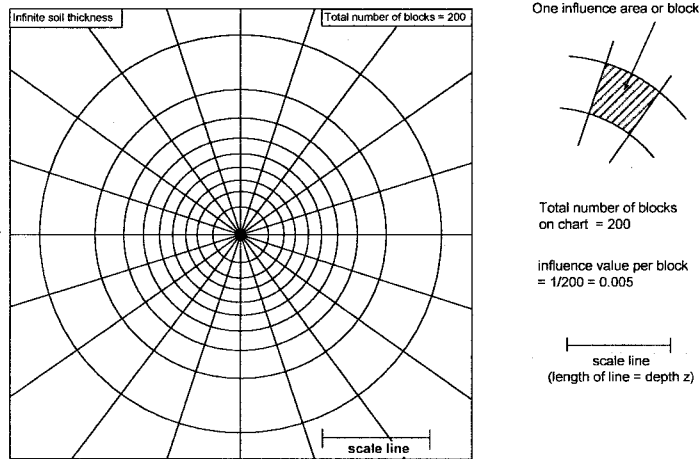 Infinite soil thickness
Total number of blocks = 200
scale line
One influence area or block
Total number of blocks
on chart = 200
influence value per block
= 1/200 = 0.005
scale line
(length of line = depth z)